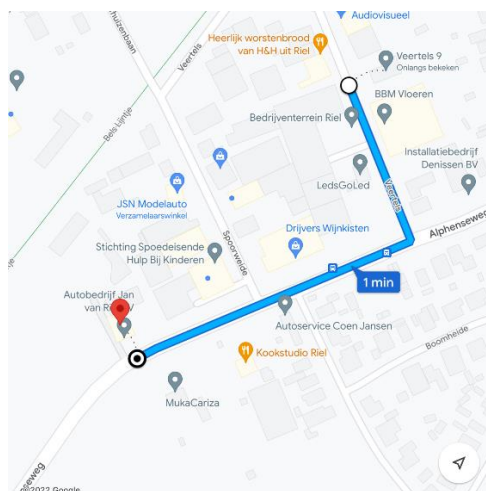 Audiovisueel
Heerlijk worstenbrood
van H&H uit Riel
Veertels
Veertels 9
Onlangs bekeken
BBM Vloeren
Bels Lijntje
Bedrijventerrein Riel
Installatiebedrijf
Denissen BV
LedsGoLed
Veertels
JSN Modelauto
Verzamelaarswinkel
Drijvers Wijnkisten
Alphenseweg
Spoorweide
Stichting Spoedeisende
Hulp Bij Kinderen
1 min
Autobedrijf Jan
Autoservice Coen Jansen
Boomheide
Kookstudio Riel
MukaCariza
©2022 Google